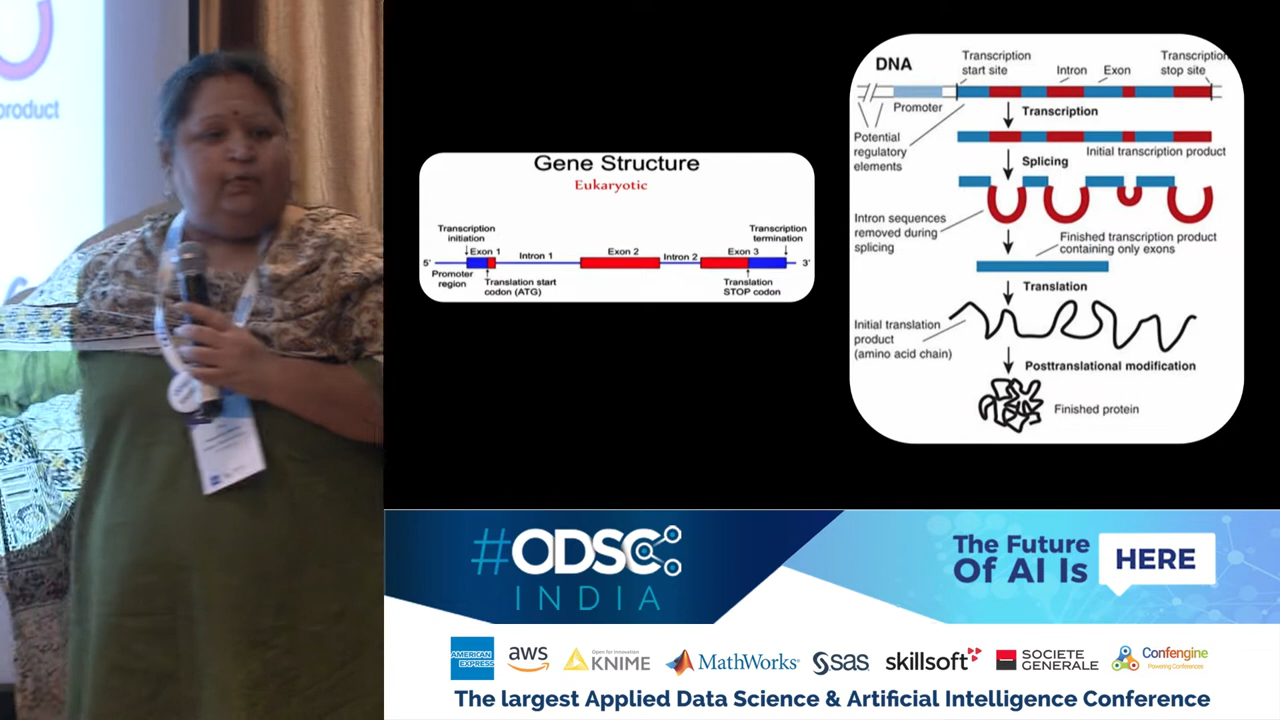 product
Gene Structure
Eukaryotic
Transcription
initiation
Transcription
termination
5'
Exon 1
Intron 1
Exon 2
Intron 2
Exon 3
3'
Promoter
region
Translation start
codon (ATG)
Translation
STOP codon
DNA
Transcription
start site
Intron
Exon
Transcription
stop site
Promoter
Transcription
Potential
regulatory
elements
Initial transcription product
Splicing
Intron sequences
removed during
splicing
Finished transcription product
containing only exons
Translation
Initial translation
product
(amino acid chain)
Posttranslational modification
Finished protein
#ODSC
INDIA
The Future
Of AI Is
HERE
AMERICAN
EXPRESS
aws
Open for Innovation
KNIME
MathWorks
sas
skillsoft
SOCIETE
GENERALE
Confengine
Powering Conferences
The largest Applied Data Science & Artificial Intelligence Conference